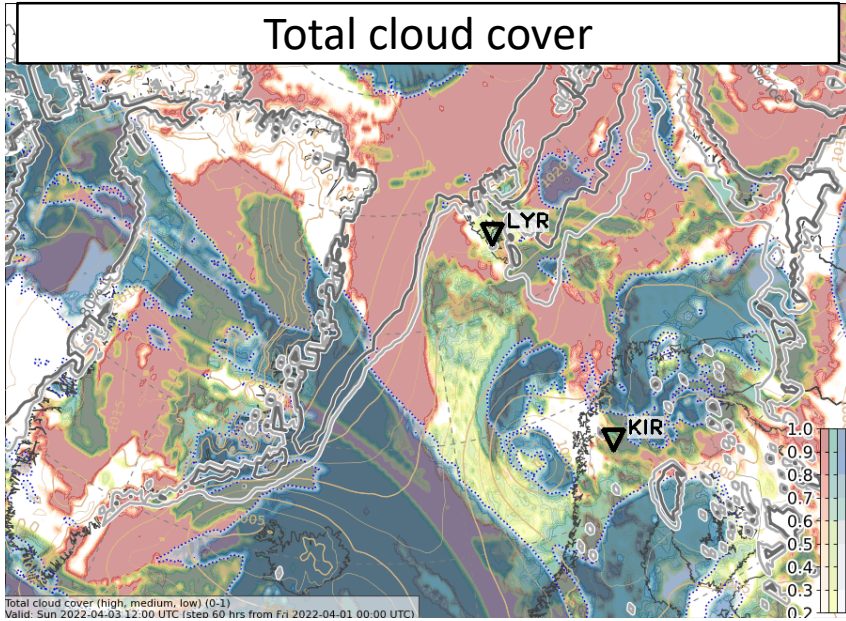 Total cloud cover
LYR
KIR
1015
1005
1.0
0.9
0.8
0.7
0.6
0.5
0.4
0.3
0.2
Total cloud cover (high, medium, low) (0-1)
Valid: Sun 2022-04-03 12:00 UTC (step 60 hrs from Fri 2022-04-01 00:00 UTC)